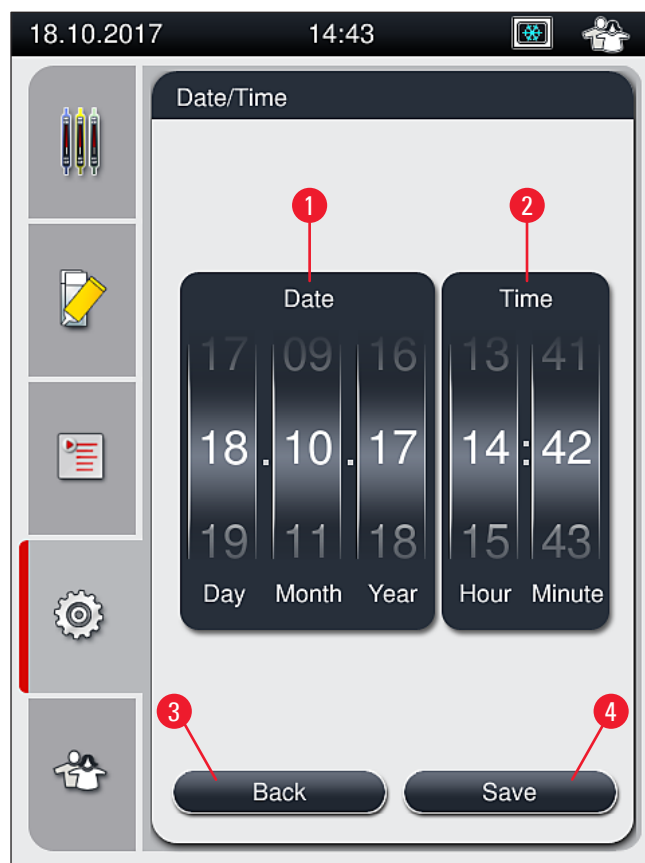 18.10.2017 14:43
Date/Time
1 2
Date Time
17 09 16 13 41
18.10.17 14:42
19 11 18 15 43
Day Month Year Hour Minute
3 4
Back Save